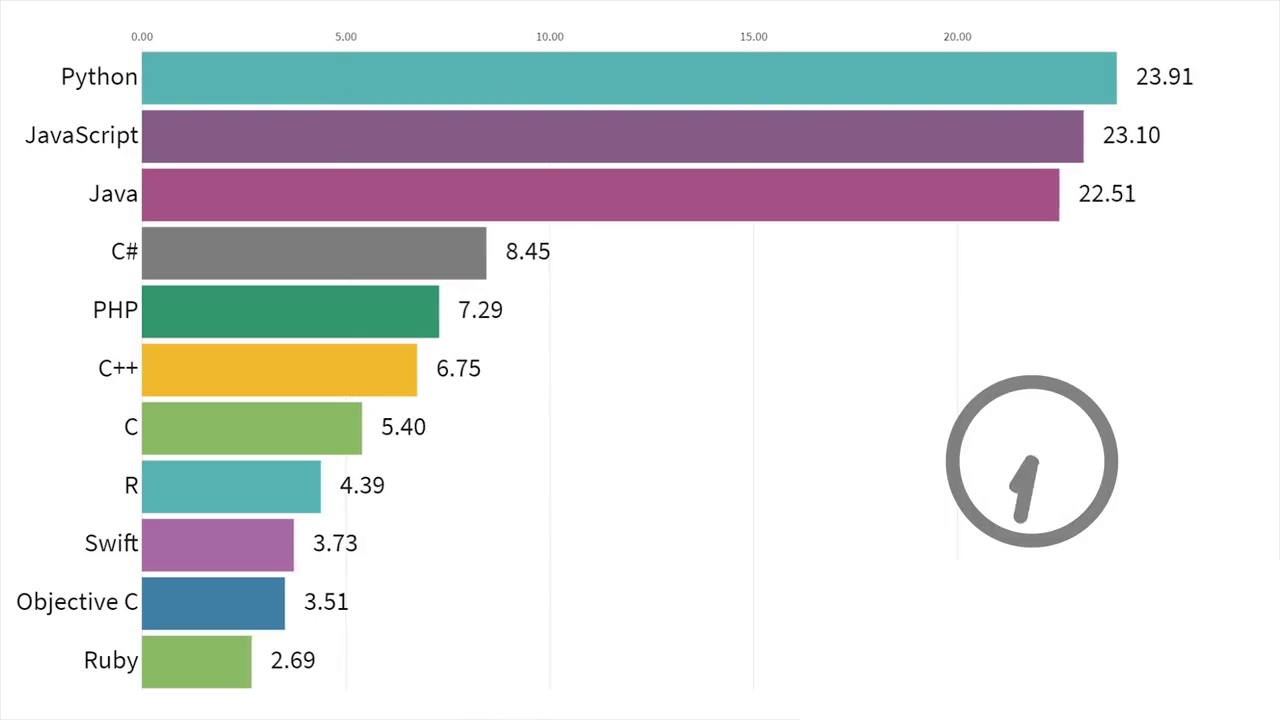 0.00 5.00 10.00 15.00 20.00
Python 23.91
JavaScript 23.10
Java 22.51
C# 8.45
PHP 7.29
C++ 6.75
C 5.40
R 4.39
Swift 3.73
Objective C 3.51
Ruby 2.69